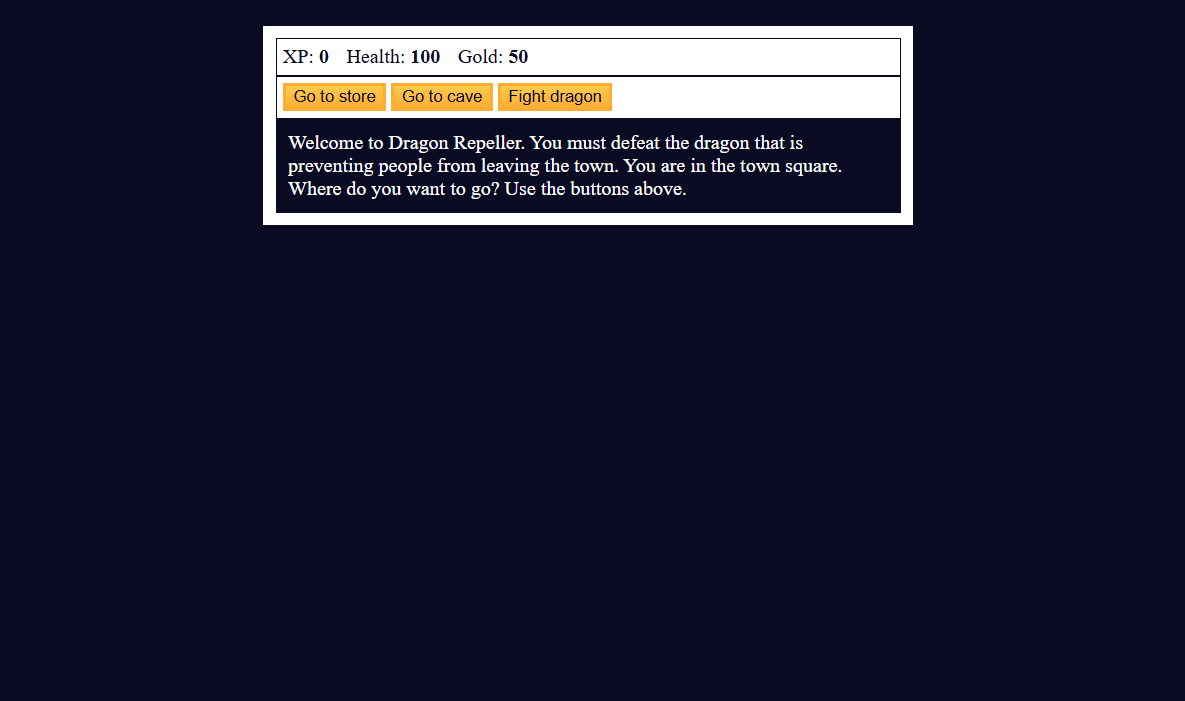 XP: 0 Health: 100 Gold: 50
Go to store Go to cave Fight dragon
Welcome to Dragon Repeller. You must defeat the dragon that is
preventing people from leaving the town. You are in the town square.
Where do you want to go? Use the buttons above.